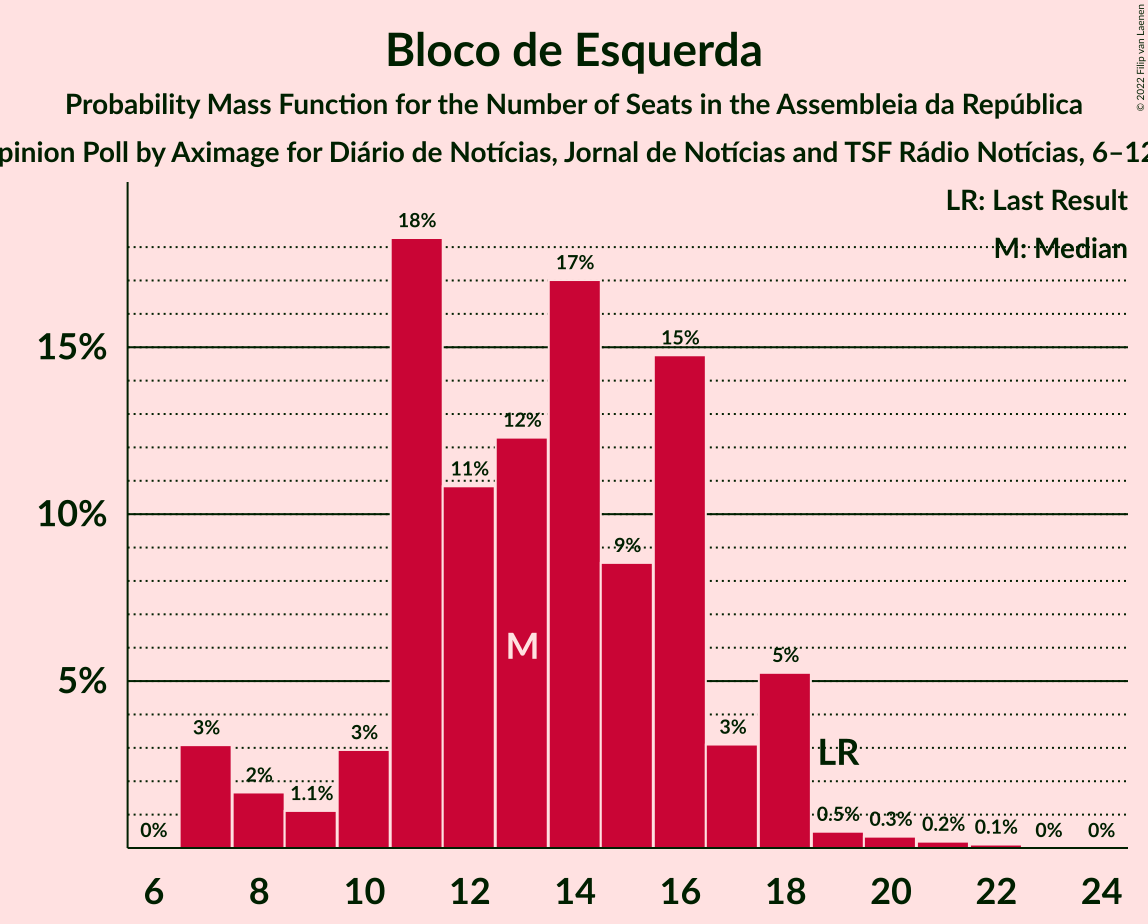 Bloco de Esquerda
Probability Mass Function for the Number of Seats in the Assembleia da República
pinion Poll by Aximage for Diário de Notícias, Jornal de Notícias and TSF Rádio Notícias, 6–12
© 2022 Filip van Laenen
LR: Last Result
M: Median
18%
17%
15%
15%
12%
11%
10%
9%
M
5%
5%
LR
3%
3%
3%
2%
1.1%
0.5%
0.3%
0.2%
0.1%
0%
0%
0%
6 8 10 12 14 16 18 20 22 24